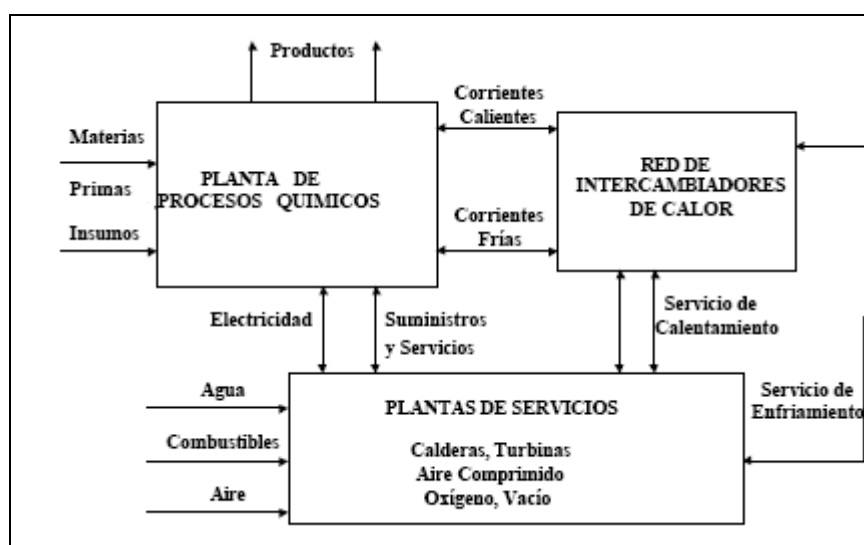 Productos
Corrientes
Calientes
Materias
Primas
Insumos
PLANTA DE
PROCESOS QUIMICOS
RED DE
INTERCAMBIADORES
DE CALOR
Corrientes
Frías
Electricidad
Suministros
y Servicios
Servicio de
Calentamiento
Agua
Combustibles
Aire
PLANTAS DE SERVICIOS
Calderas, Turbinas
Aire Comprimido
Oxígeno, Vacío
Servicio de
Enfriamiento